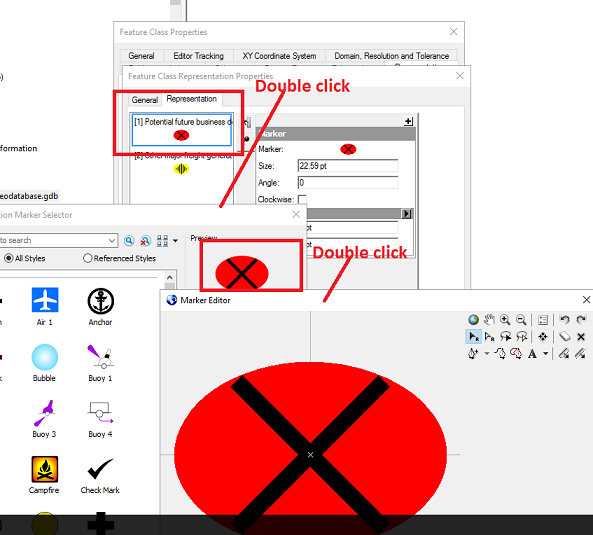 Feature Class Properties
General Editor Tracking XY Coordinate System Domain, Resolution and Tolerance
Feature Class Representation Properties
Double click
General Representation
[1] Potential future business de
Marker
Marker:
Size: 22.59 pt
Angle: 0
Clockwise:
[2] Other major freight generat
formation
eodatabase.gdb
ion Marker Selector
to search
Preview
All Styles Referenced Styles
pt
pt
Double click
Marker Editor
Air 1 Anchor
Bubble Buoy 1
Buoy 3 Buoy 4
Campfire Check Mark